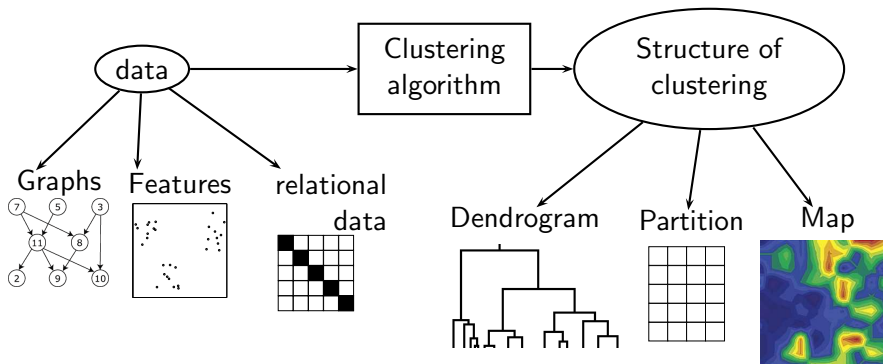 data
Clustering
algorithm
Structure of
clustering
Graphs
Features
relational
data
Dendrogram
Partition
Map
7
5
3
11
8
2
9
10